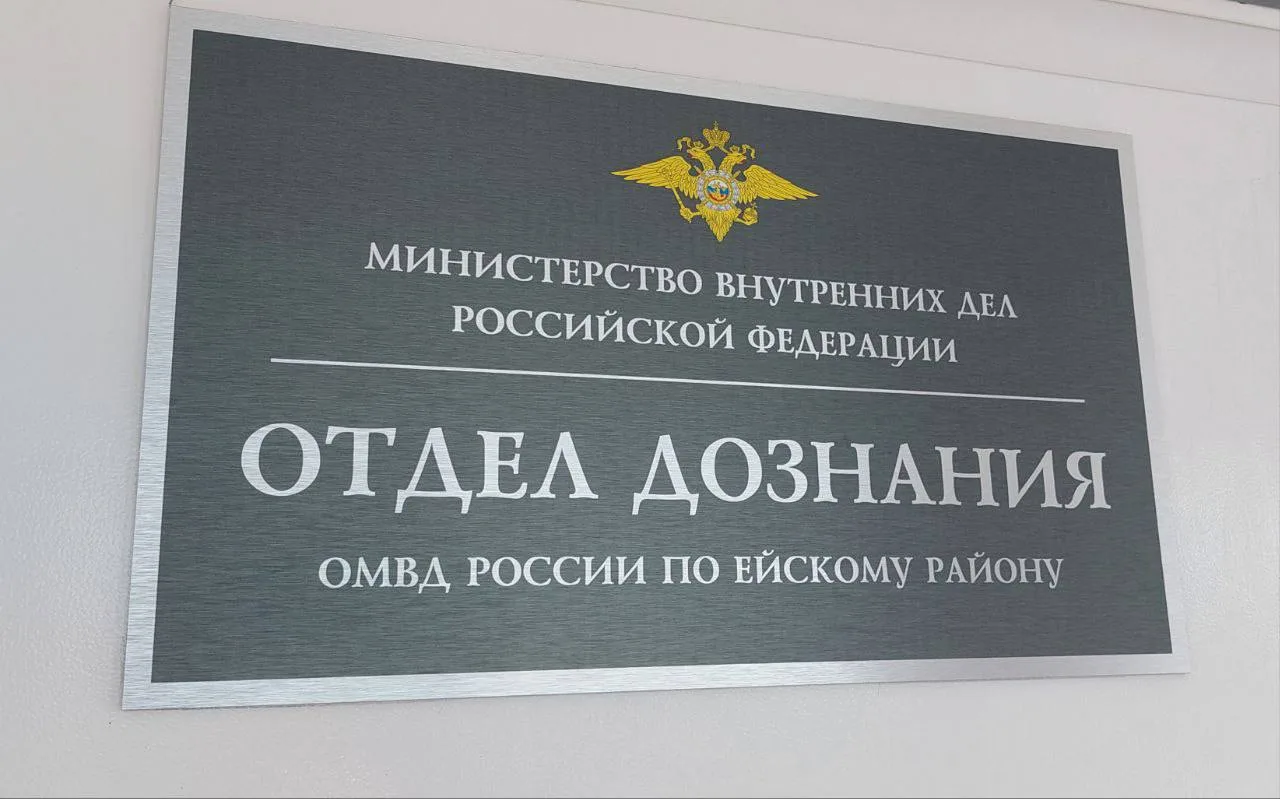 МИНИСТЕРСТВО ВНУТРЕННИХ ДЕЛ
РОССИЙСКОЙ ФЕДЕРАЦИИ
ОТДЕЛ ДОЗНАНИЯ
ОМВД РОССИИ ПО ЕЙСКОМУ РАЙОНУ